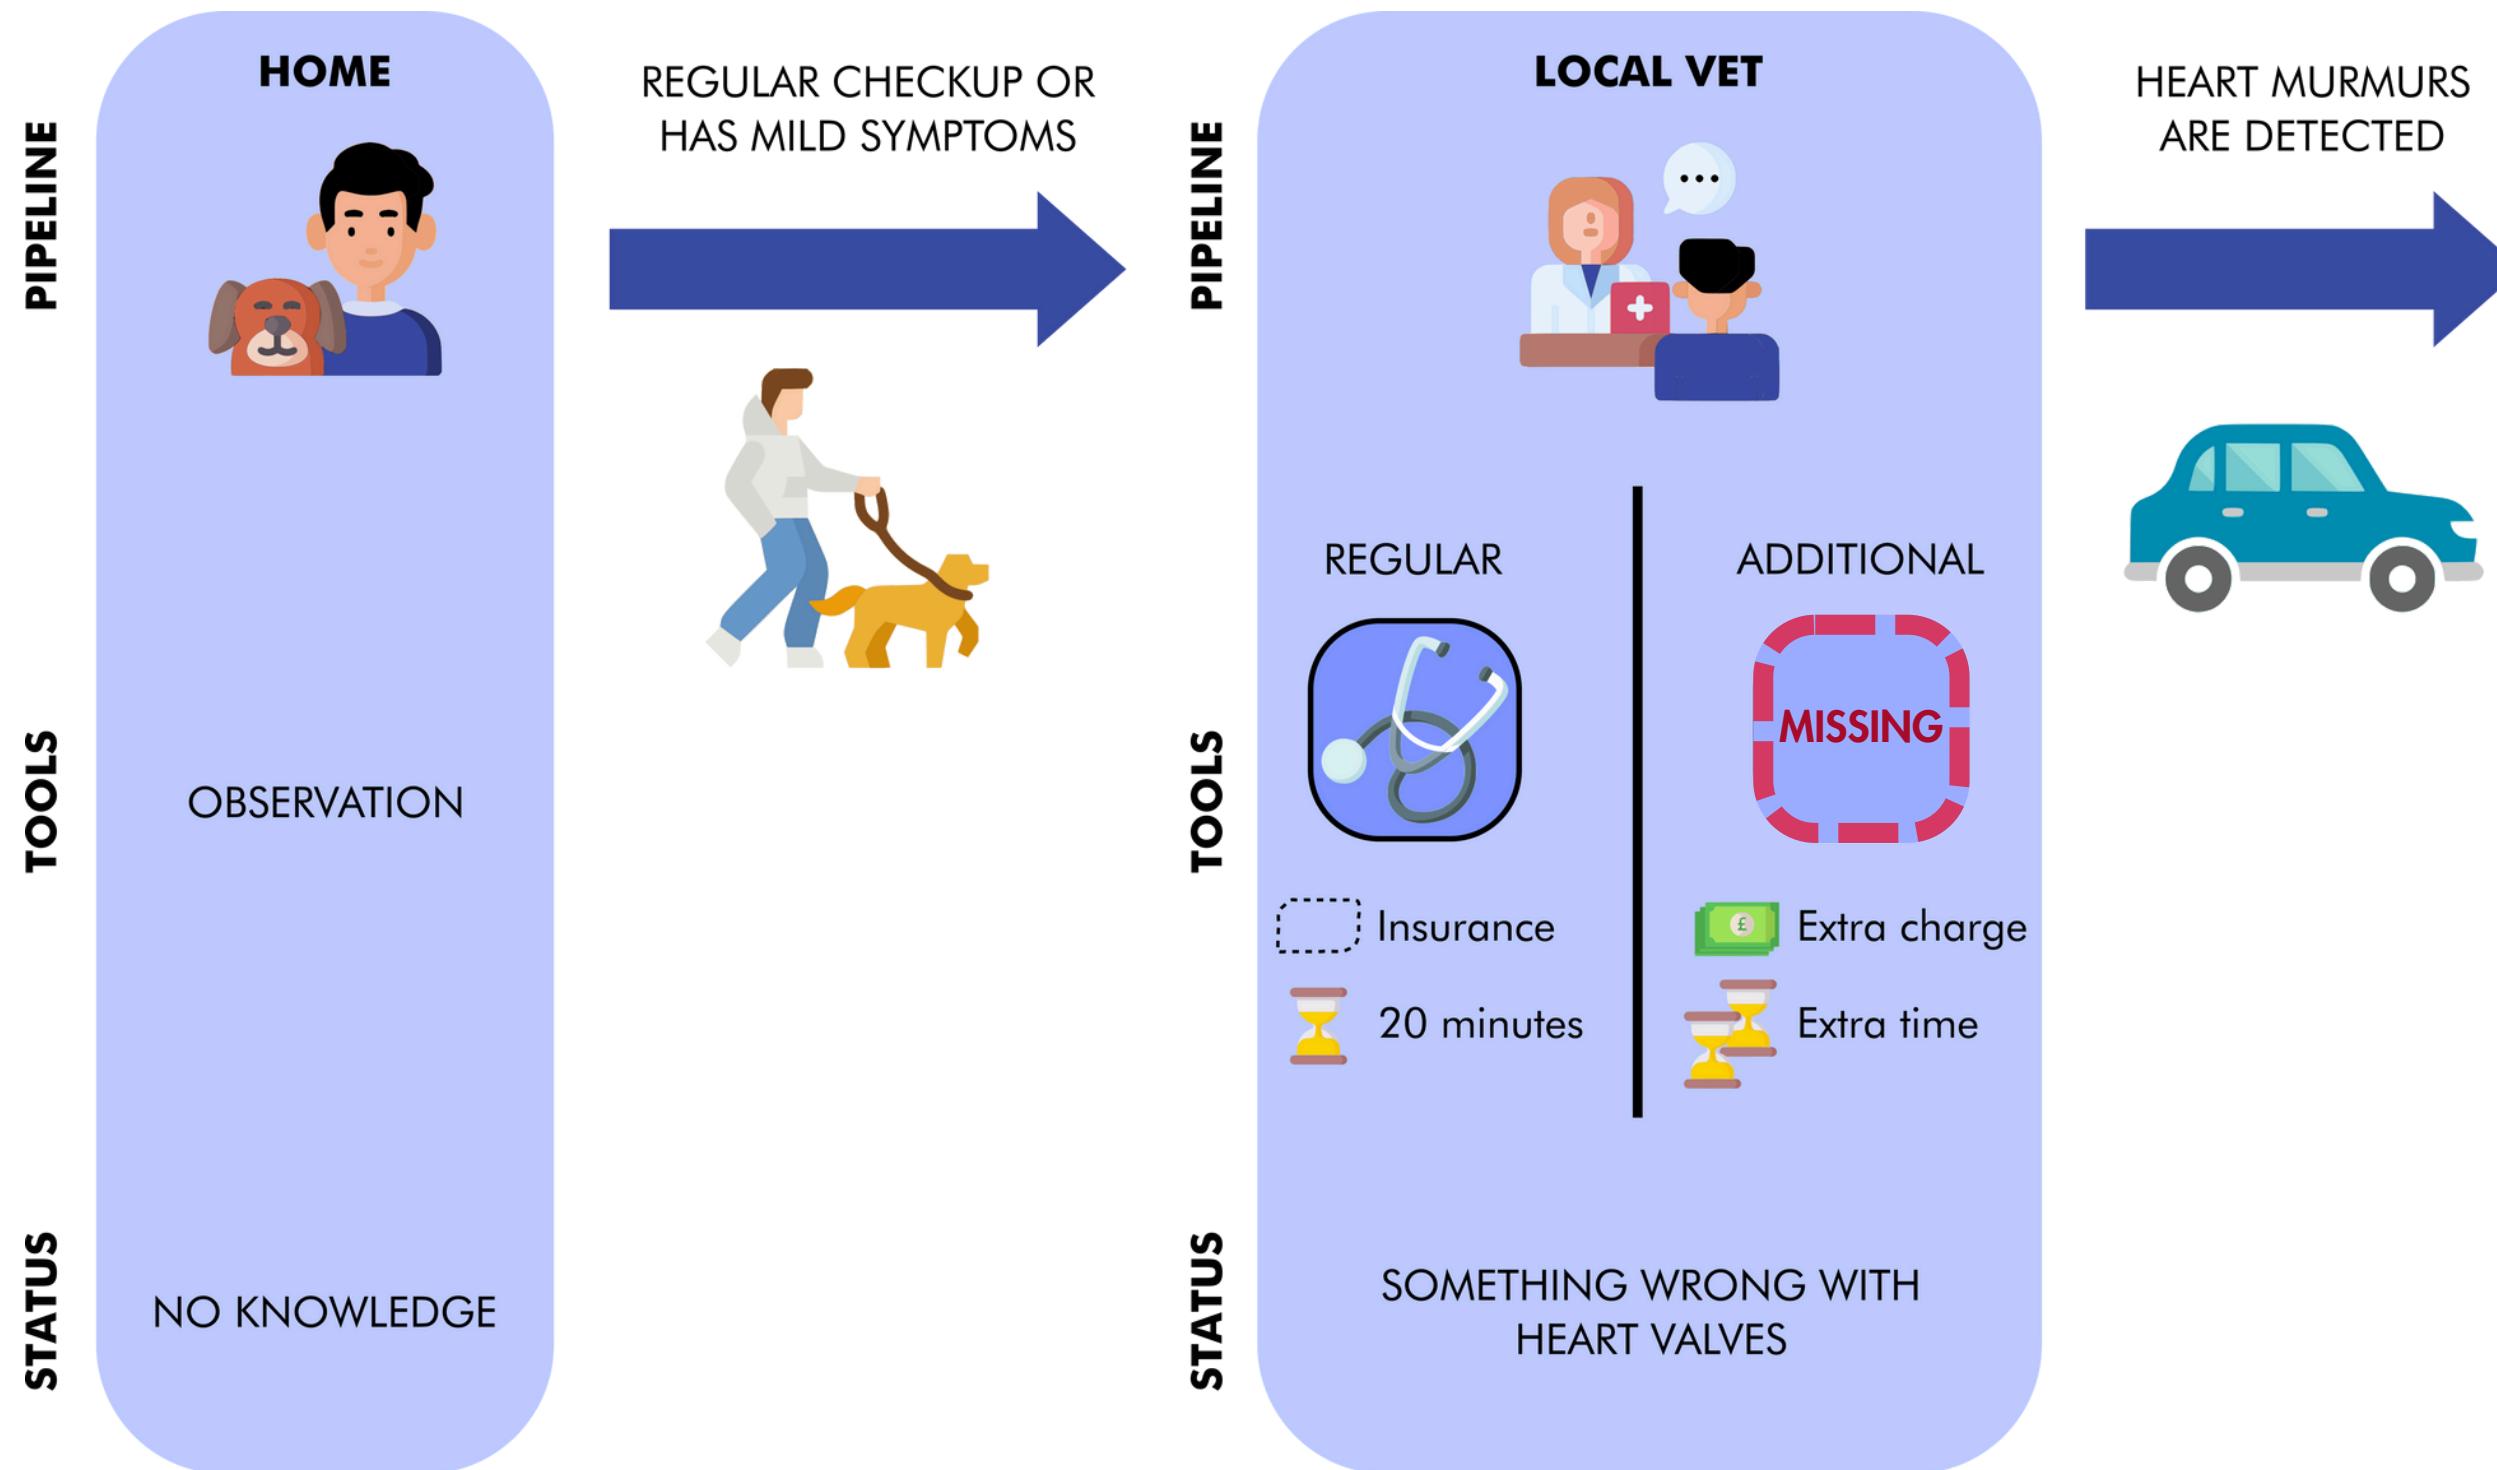 HOME
PIPELINE
TOOLS
OBSERVATION
STATUS
NO KNOWLEDGE
REGULAR CHECKUP OR
HAS MILD SYMPTOMS
LOCAL VET
PIPELINE
REGULAR
ADDITIONAL
TOOLS
MISSING
Insurance
Extra charge
£
20 minutes
Extra time
STATUS
SOMETHING WRONG WITH
HEART VALVES
HEART MURMURS
ARE DETECTED